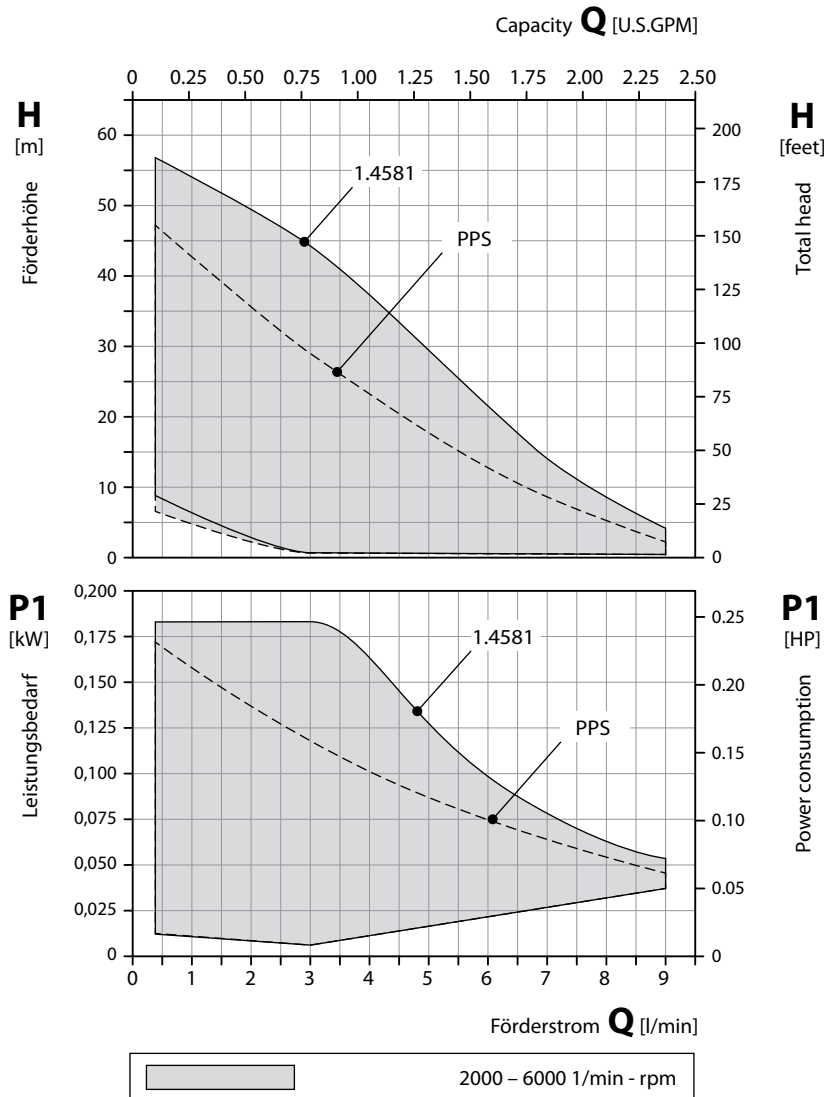 Capacity Q [U.S.GPM]
0 0.25 0.50 0.75 1.00 1.25 1.50 1.75 2.00 2.25 2.50
H
[m]
Förderhöhe
60
50
40
30
20
10
0
1.4581
PPS
H
[feet]
Total head
200
175
150
125
100
75
50
25
0
P1
[kW]
Leistungsbedarf
0,200
0,175
0,150
0,125
0,100
0,075
0,050
0,025
0
1.4581
PPS
P1
[HP]
Power consumption
0.25
0.20
0.15
0.10
0.05
0
0 1 2 3 4 5 6 7 8 9
Förderstrom Q [l/min]
2000 – 6000 1/min - rpm